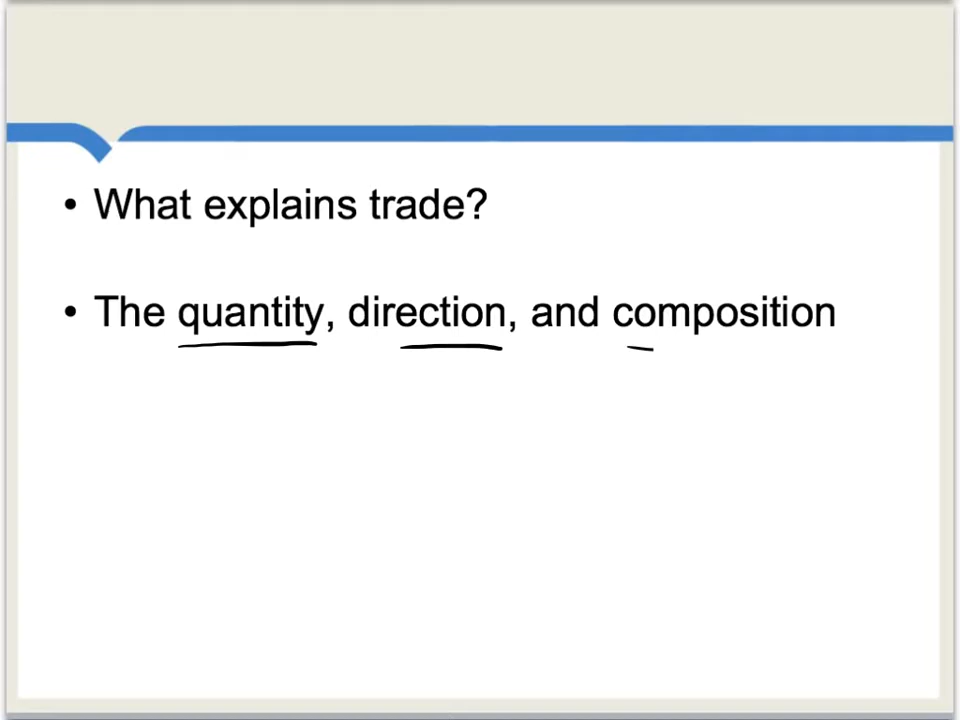 • What explains trade?
• The quantity, direction, and composition